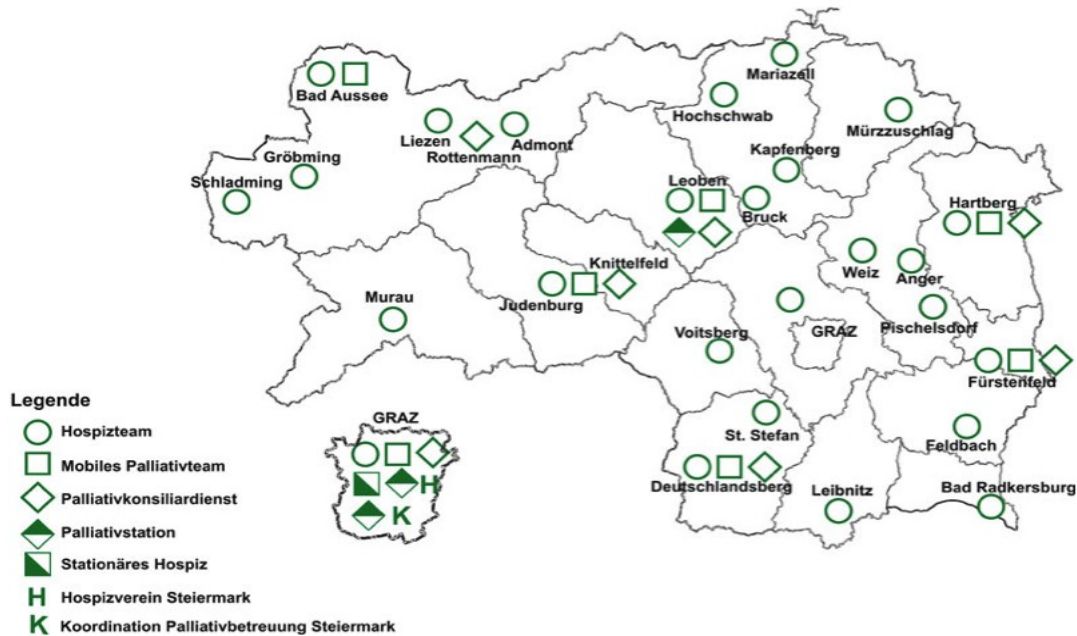 Mariazell
Bad Aussee
Hochschwab
Mürzzuschlag
Liezen
Admont
Rottenmann
Gröbming
Kapfenberg
Schladming
Leoben
Bruck
Hartberg
Knittelfeld
Weiz
Anger
Judenburg
Murau
Pischelsdorf
Voitsberg
GRAZ
Fürstenfeld
St. Stefan
Feldbach
Deutschlandsberg
Leibnitz
Bad Radkersburg
GRAZ
H
K
Legende
Hospizteam
Mobiles Palliativteam
Palliativkonsiliardienst
Palliativstation
Stationäres Hospiz
H Hospizverein Steiermark
K Koordination Palliativbetreuung Steiermark